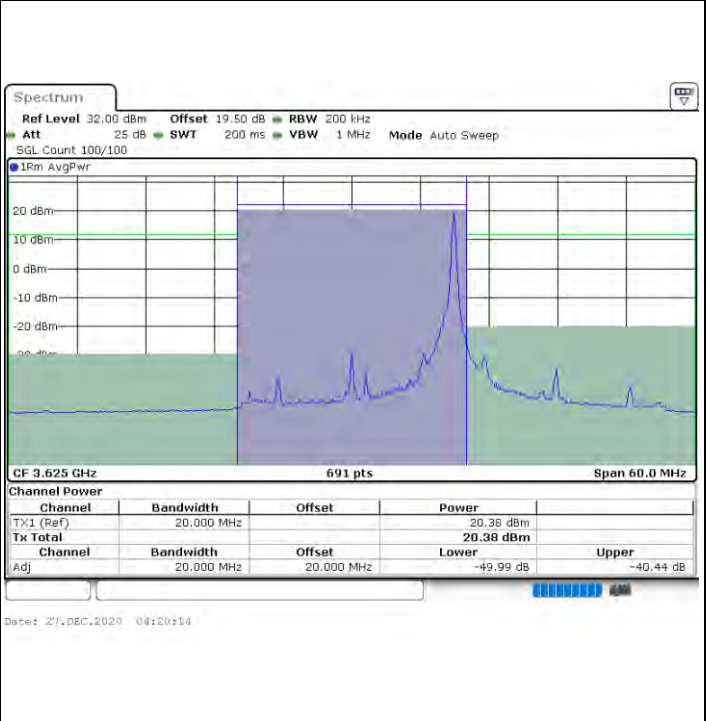 Spectrum
Ref Level 32.00 dBm Offset 19.50 dB RBW 200 kHz
Att 25 dB SWT 200 ms VBW 1 MHz Mode Auto Sweep
SGL Count 100/100
1Rm AvgPwr
20 dBm
10 dBm
0 dBm
-10 dBm
-20 dBm
CF 3.625 GHz 691 pts Span 60.0 MHz
Channel Power
Channel Bandwidth Offset Power
TX1 (Ref) 20.000 MHz 20.38 dBm
Tx Total 20.38 dBm
Channel Bandwidth Offset Lower Upper
Adj 20.000 MHz 20.000 MHz -49.99 dB -40.44 dB
Date: 27.DEC.2020 04:20:14